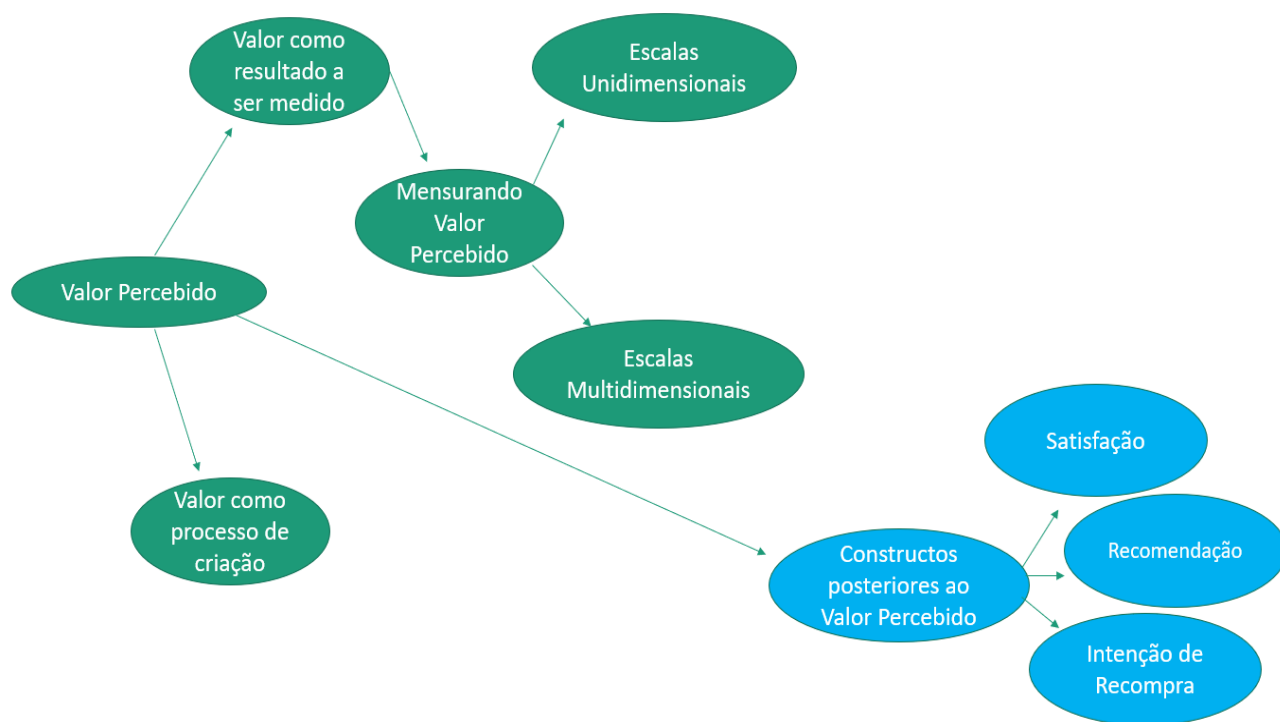 Valor como
resultado a
ser medido
Escalas
Unidimensionais
Mensurando
Valor
Percebido
Valor Percebido
Escalas
Multidimensionais
Valor como
processo de
criação
Constructos
posteriores ao
Valor Percebido
Satisfação
Recomendação
Intenção de
Recompra